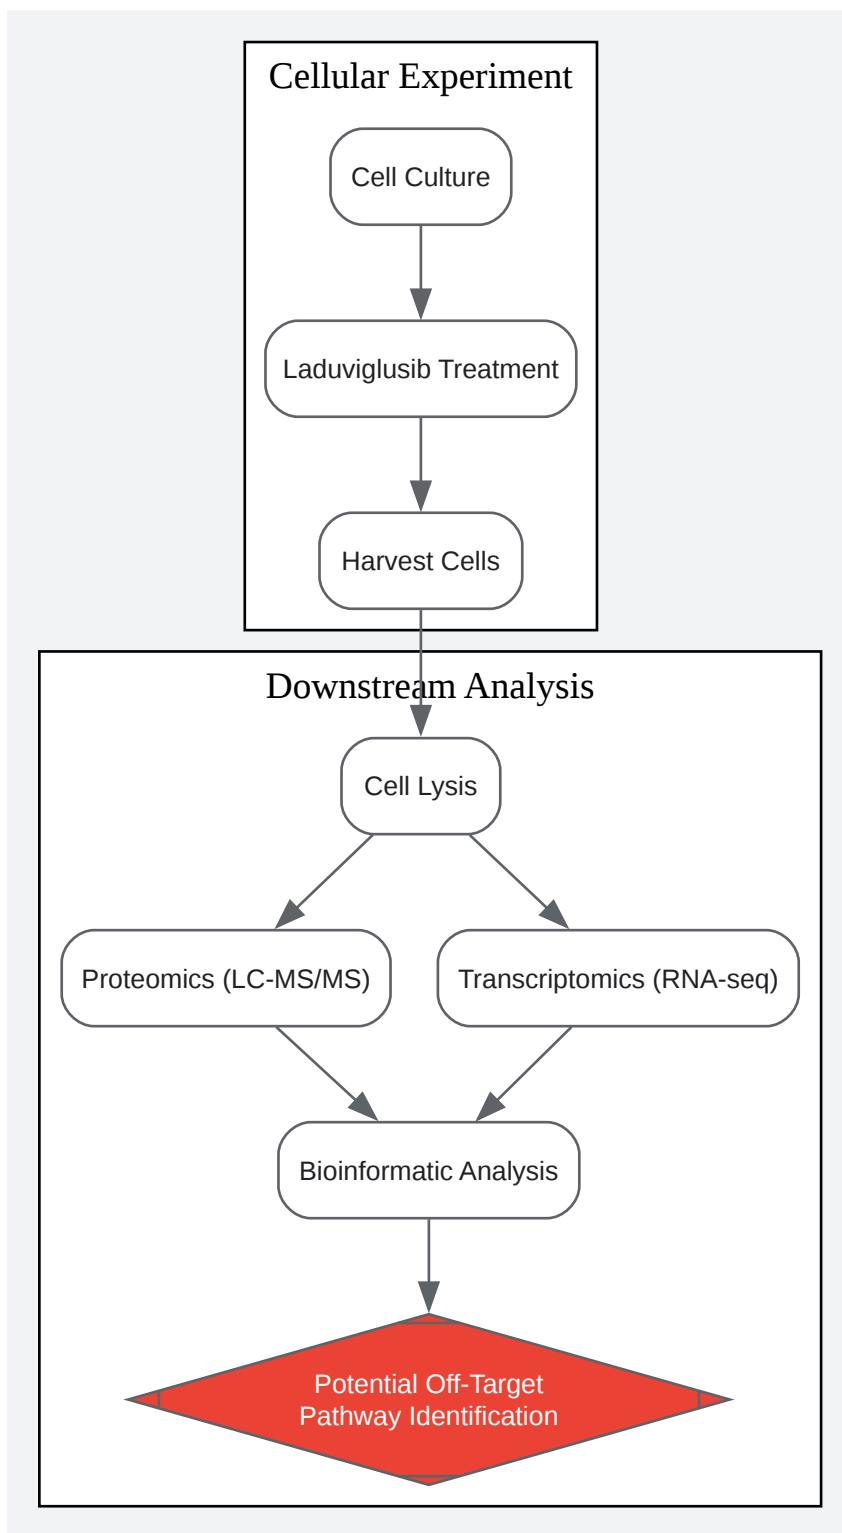 Cellular Experiment
Cell Culture
Laduviglusib Treatment
Harvest Cells
Downstream Analysis
Cell Lysis
Proteomics (LC-MS/MS)
Transcriptomics (RNA-seq)
Bioinformatic Analysis
Potential Off-Target
Pathway Identification